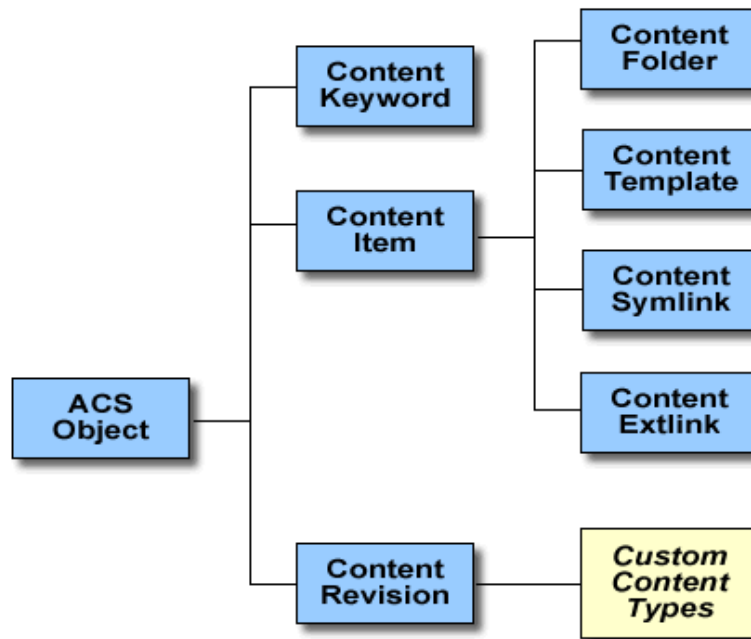 Content
Keyword
Content
Item
ACS
Object
Content
Revision
Content
Folder
Content
Template
Content
Symlink
Content
Extlink
Custom
Content
Types